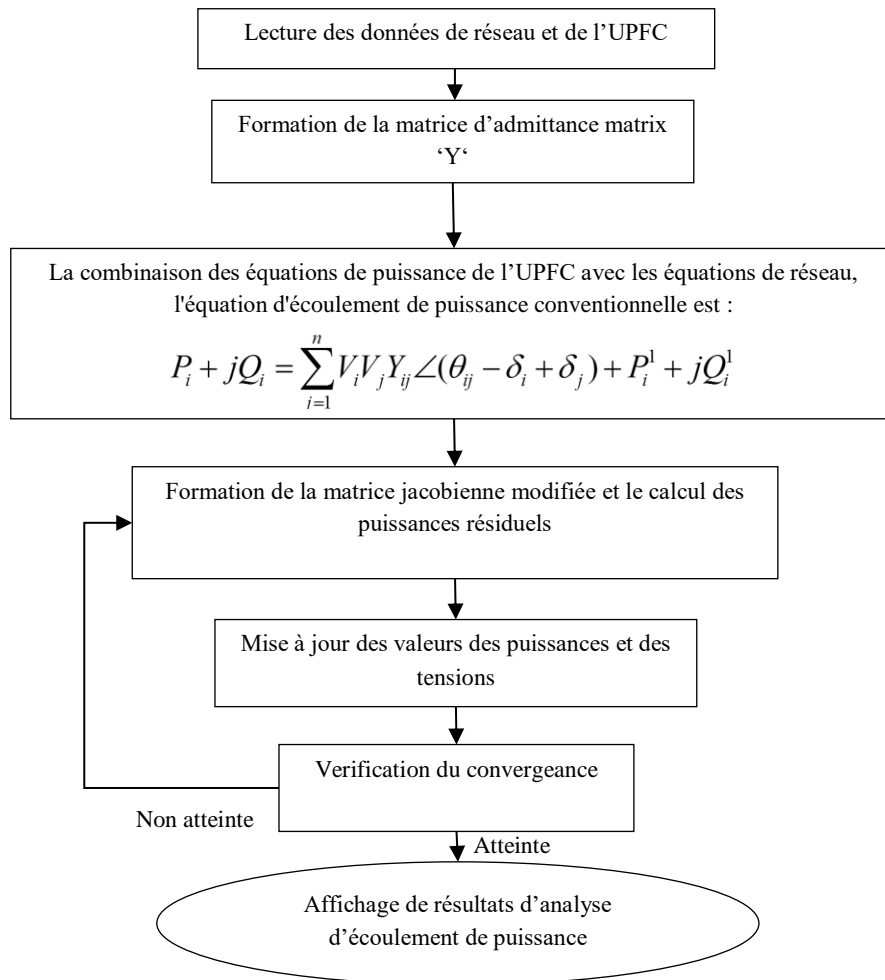 Lecture des données de réseau et de l’UPFC
Formation de la matrice d’admittance matrix
‘Y‘
La combinaison des équations de puissance de l’UPFC avec les équations de réseau,
l'équation d'écoulement de puissance conventionnelle est :
$P_i + jQ_i = \sum_{i=1}^{n} V_i V_j Y_{ij} \angle(\theta_{ij} - \delta_i + \delta_j) + P_i^1 + jQ_i^1$
Formation de la matrice jacobienne modifiée et le calcul des
puissances résiduels
Mise à jour des valeurs des puissances et des
tensions
Verification du convergeance
Non atteinte
Atteinte
Affichage de résultats d’analyse
d’écoulement de puissance